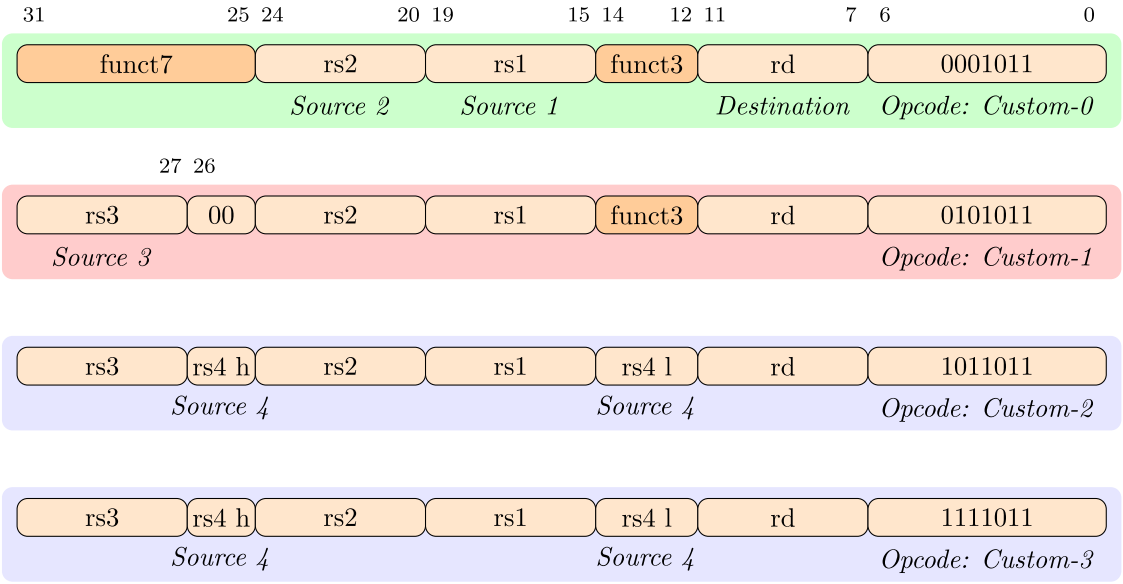 31 25 24 20 19 15 14 12 11 7 6 0
funct7 rs2 rs1 funct3 rd 0001011
Source 2 Source 1 Destination Opcode: Custom-0
27 26
rs3 00 rs2 rs1 funct3 rd 0101011
Source 3 Opcode: Custom-1
rs3 rs4 h rs2 rs1 rs4 l rd 1011011
Source 4 Source 4 Opcode: Custom-2
rs3 rs4 h rs2 rs1 rs4 l rd 1111011
Source 4 Source 4 Opcode: Custom-3